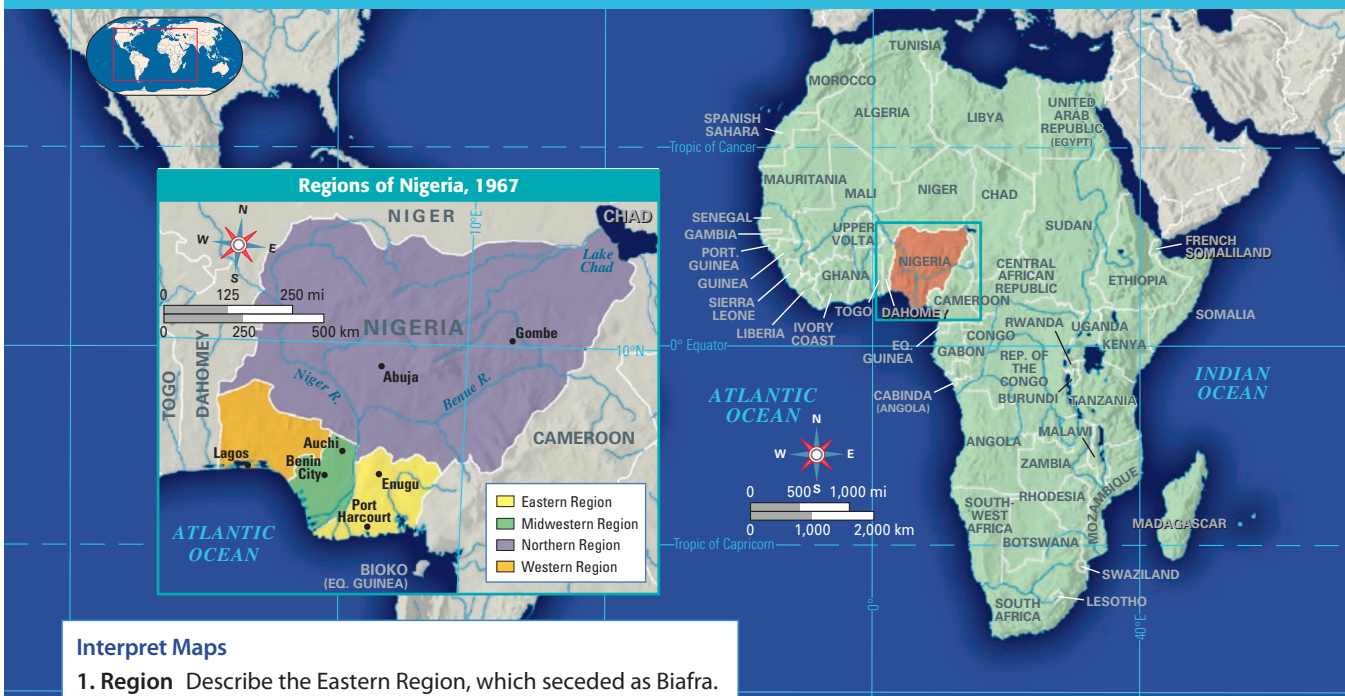 Regions of Nigeria, 1967
N
W
E
S
0
125
250 mi
0
250
500 km
NIGER
CHAD
10°E
Lake
Chad
NIGERIA
Gombe
10°N
Abuja
Niger R.
Benue R.
TOGO
DAHOMEY
CAMEROON
Lagos
Auchi
Benin
City
Enugu
Port
Harcourt
ATLANTIC
OCEAN
BIOKO
(EQ. GUINEA)
Eastern Region
Midwestern Region
Northern Region
Western Region
TUNISIA
MOROCCO
ALGERIA
LIBYA
UNITED
ARAB
REPUBLIC
(EGYPT)
SPANISH
SAHARA
Tropic of Cancer
MAURITANIA
MALI
NIGER
CHAD
SUDAN
SENEGAL
GAMBIA
PORT.
GUINEA
GUINEA
SIERRA
LEONE
LIBERIA
IVORY
COAST
UPPER
VOLTA
GHANA
TOGO
DAHOMEY
NIGERIA
CAMEROON
CENTRAL
AFRICAN
REPUBLIC
ETHIOPIA
FRENCH
SOMALILAND
SOMALIA
0° Equator
EQ.
GUINEA
GABON
CONGO
RWANDA
UGANDA
KENYA
REP. OF
THE
CONGO
BURUNDI
TANZANIA
CABINDA
(ANGOLA)
ATLANTIC
OCEAN
INDIAN
OCEAN
N
W
E
S
0
500
1,000 mi
0
1,000
2,000 km
ANGOLA
MALAWI
ZAMBIA
RHODESIA
MOZAMBIQUE
SOUTH-
WEST
AFRICA
BOTSWANA
MADAGASCAR
Tropic of Capricorn
SWAZILAND
LESOTHO
SOUTH
AFRICA
0°
40°E
Interpret Maps
1. Region Describe the Eastern Region, which seceded as Biafra.